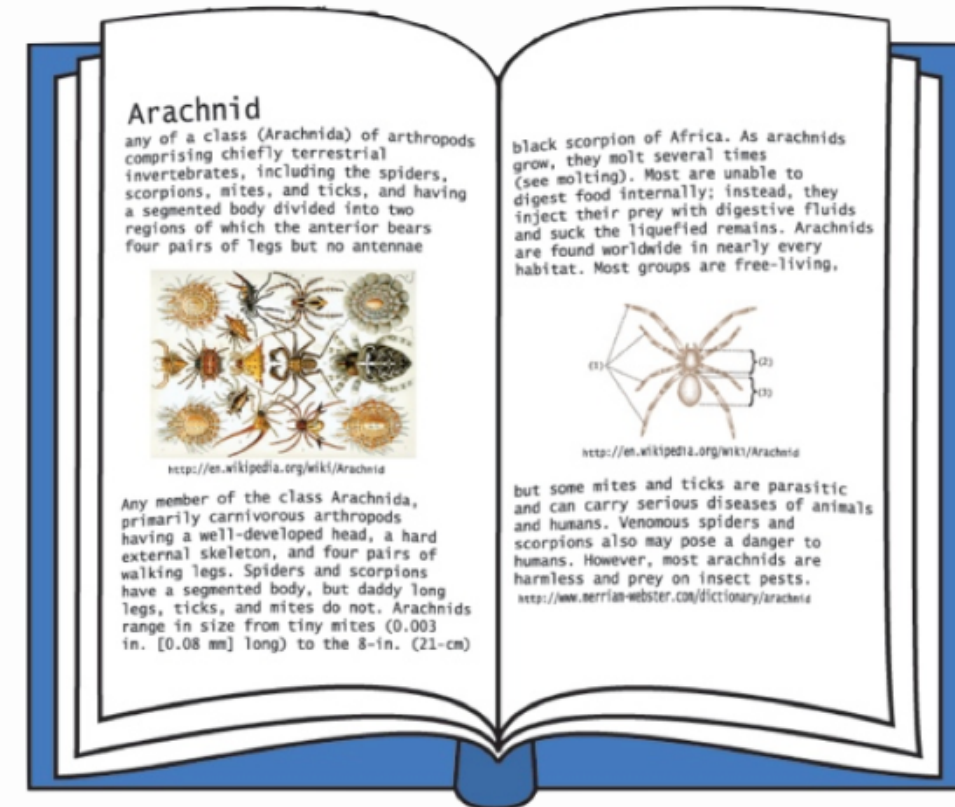 Arachnid
any of a class (Arachnida) of arthropods
comprising chiefly terrestrial
invertebrates, including the spiders,
scorpions, mites, and ticks, and having
a segmented body divided into two
regions of which the anterior bears
four pairs of legs but no antennae
http://en.wikipedia.org/wiki/Arachnid
Any member of the class Arachnida,
primarily carnivorous arthropods
having a well-developed head, a hard
external skeleton, and four pairs of
walking legs. Spiders and scorpions
have a segmented body, but daddy long
legs, ticks, and mites do not. Arachnids
range in size from tiny mites (0.003
in. [0.08 mm] long) to the 8-in. (21-cm)
black scorpion of Africa. As arachnids
grow, they molt several times
(see molting). Most are unable to
digest food internally; instead, they
inject their prey with digestive fluids
and suck the liquefied remains. Arachnids
are found worldwide in nearly every
habitat. Most groups are free-living,
(1)
(2)
(3)
http://en.wikipedia.org/wiki/Arachnid
but some mites and ticks are parasitic
and can carry serious diseases of animals
and humans. Venomous spiders and
scorpions also may pose a danger to
humans. However, most arachnids are
harmless and prey on insect pests.
http://www.merriam-webster.com/dictionary/arachnid